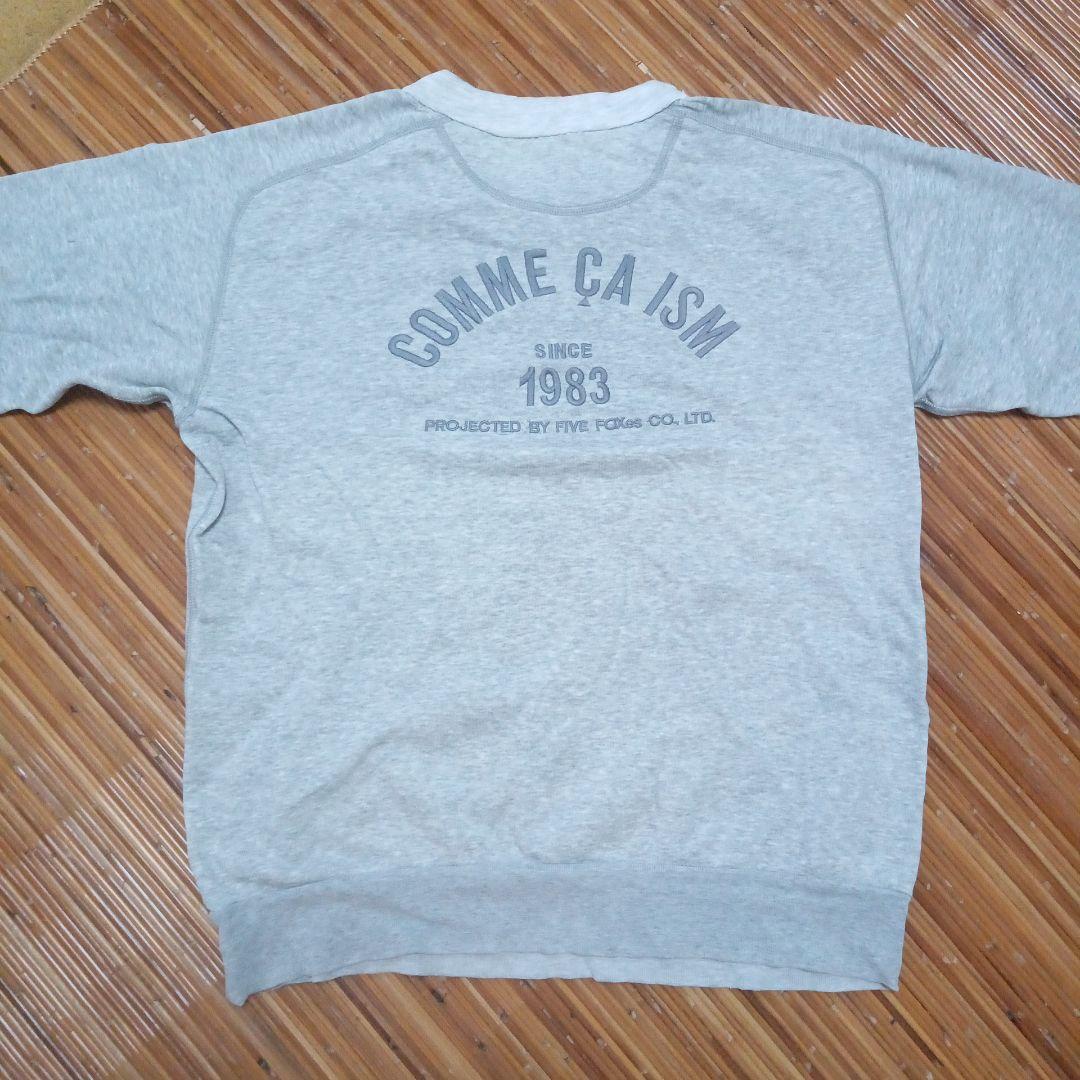 COMME ÇA ISM
SINCE
1983
PROJECTED BY FIVE FOXes CO., LTD.